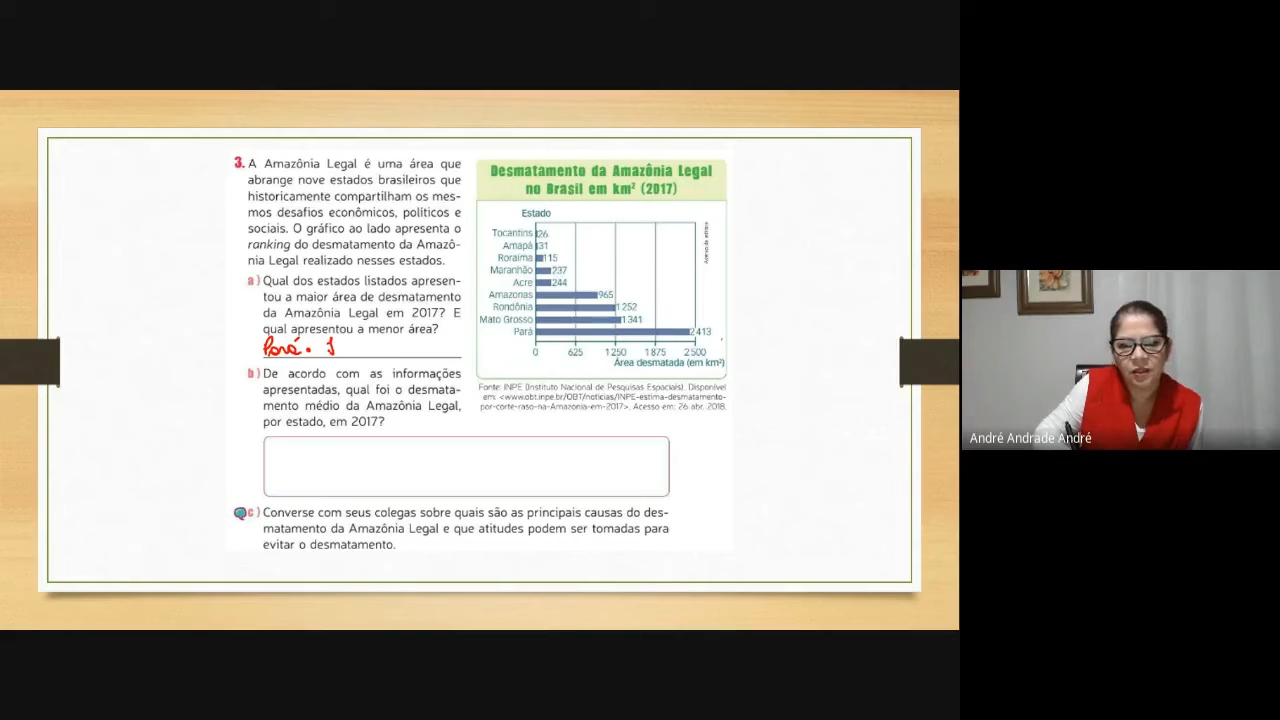 3. A Amazônia Legal é uma área que
abrange nove estados brasileiros que
historicamente compartilham os mes-
mos desafios econômicos, políticos e
sociais. O gráfico ao lado apresenta o
ranking do desmatamento da Amazô-
nia Legal realizado nesses estados.
a) Qual dos estados listados apresen-
tou a maior área de desmatamento
da Amazônia Legal em 2017? E
qual apresentou a menor área?
Pará.
b) De acordo com as informações
apresentadas, qual foi o desmata-
mento médio da Amazônia Legal,
por estado, em 2017?
c) Converse com seus colegas sobre quais são as principais causas do des-
matamento da Amazônia Legal e que atitudes podem ser tomadas para
evitar o desmatamento.
Desmatamento da Amazônia Legal
no Brasil em km² (2017)
Estado
Tocantins 26
Amapá 31
Roraima 115
Maranhão 237
Acre 244
Amazonas 965
Rondônia 1 252
Mato Grosso 1 341
Pará 2 413
0 625 1 250 1 875 2 500
Área desmatada (em km²)
Fonte: INPE (Instituto Nacional de Pesquisas Espaciais). Disponível
em: <www.obt.inpe.br/OBT/noticias/INPE-estima-desmatamento-
por-corte-raso-na-Amazonia-em-2017>. Acesso em: 26 abr. 2018.
André Andrade André